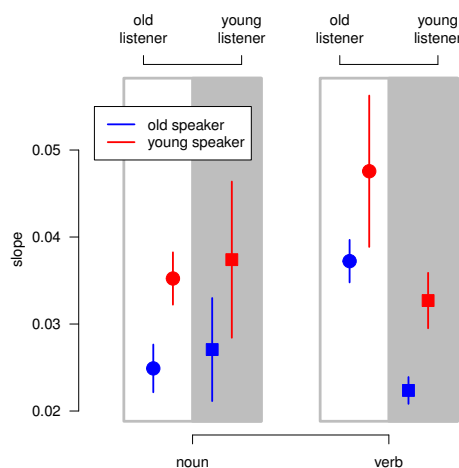 old
listener
young
listener
old
listener
young
listener
old speaker
young speaker
slope
0.05
0.04
0.03
0.02
noun
verb